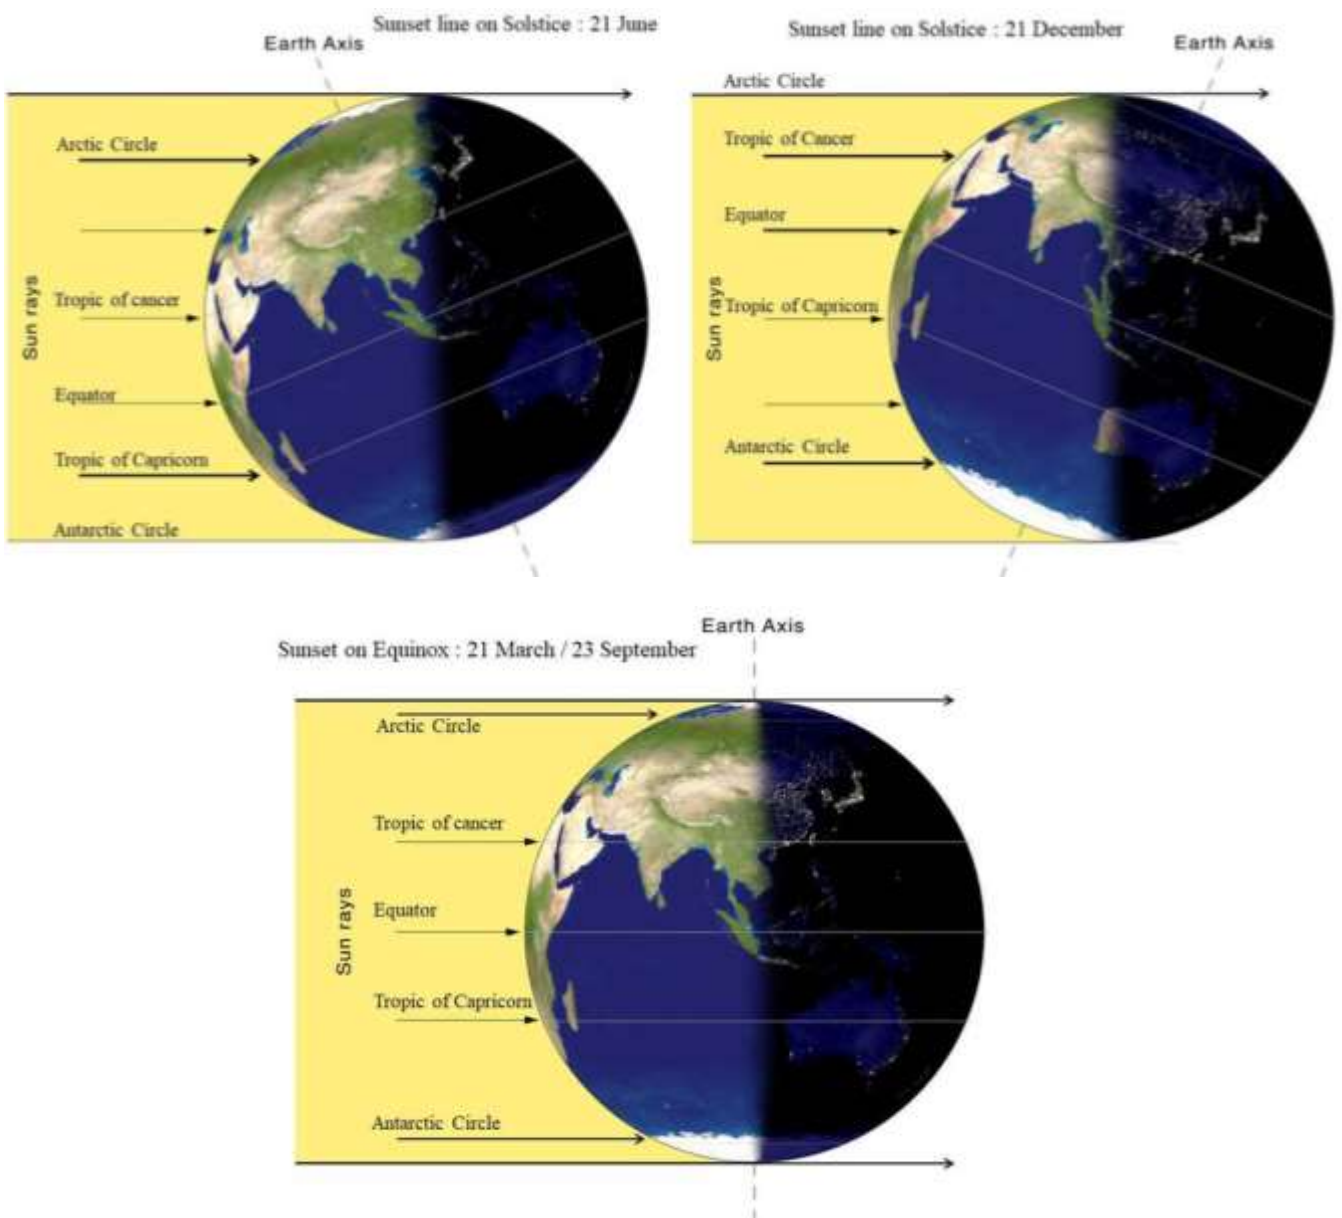 Sunset line on Solstice : 21 June
Earth Axis
Arctic Circle
Tropic of cancer
Sun rays
Equator
Tropic of Capricorn
Antarctic Circle
Sunset line on Solstice : 21 December
Earth Axis
Arctic Circle
Tropic of Cancer
Equator
Tropic of Capricorn
Sun rays
Antarctic Circle
Earth Axis
Sunset on Equinox : 21 March / 23 September
Arctic Circle
Tropic of cancer
Equator
Sun rays
Tropic of Capricorn
Antarctic Circle